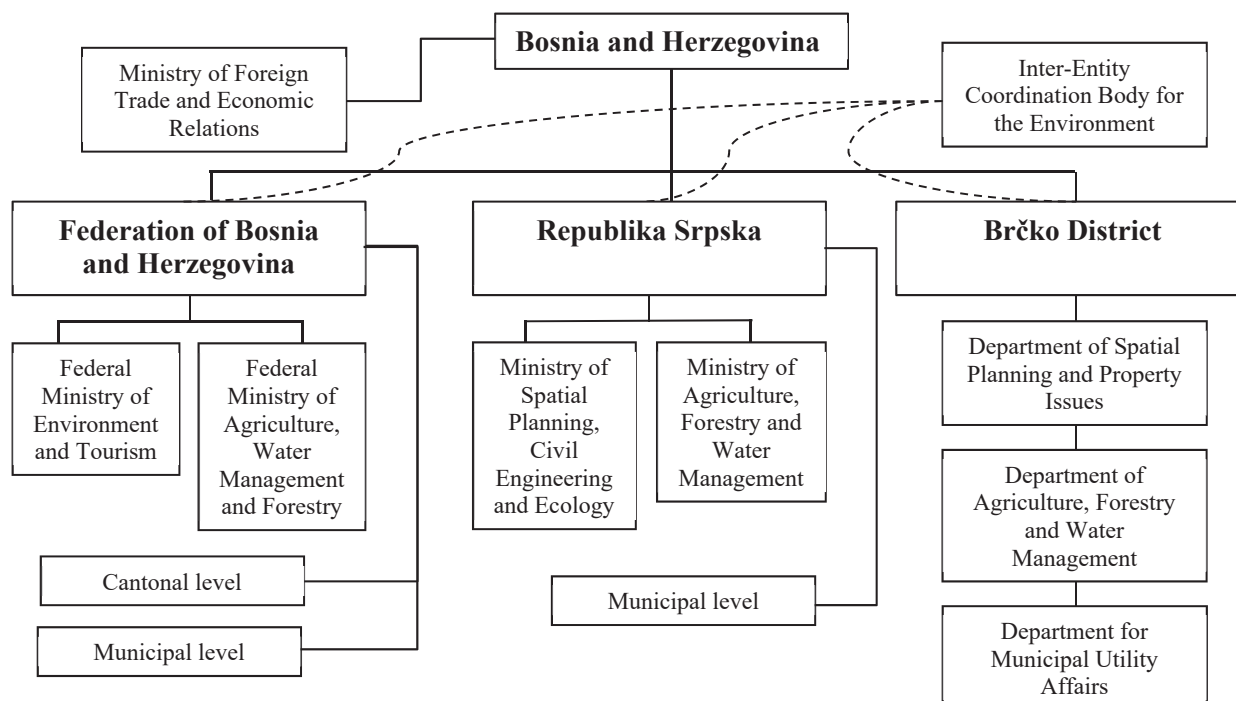 Bosnia and Herzegovina
Ministry of Foreign
Trade and Economic
Relations
Inter-Entity
Coordination Body for
the Environment
Federation of Bosnia
and Herzegovina
Republika Srpska
Brčko District
Federal
Ministry of
Environment
and Tourism
Federal
Ministry of
Agriculture,
Water
Management
and Forestry
Ministry of
Spatial
Planning,
Civil
Engineering
and Ecology
Ministry of
Agriculture,
Forestry and
Water
Management
Department of Spatial
Planning and Property
Issues
Department of
Agriculture, Forestry
and Water
Management
Cantonal level
Municipal level
Municipal level
Department for
Municipal Utility
Affairs